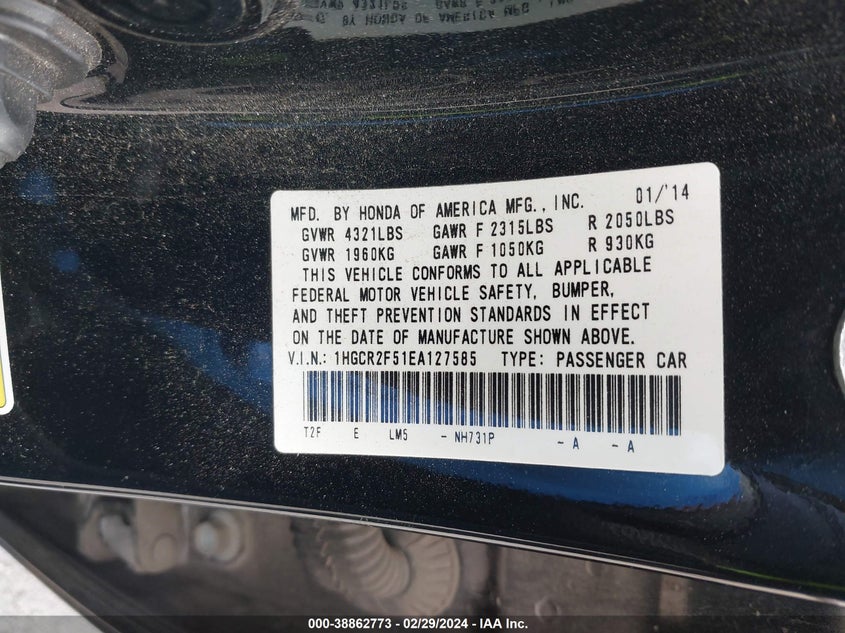 MFD. BY HONDA OF AMERICA MFG., INC. 01/'14
GVWR 4321LBS GAWR F 2315LBS R 2050LBS
GVWR 1960KG GAWR F 1050KG R 930KG
THIS VEHICLE CONFORMS TO ALL APPLICABLE
FEDERAL MOTOR VEHICLE SAFETY, BUMPER,
AND THEFT PREVENTION STANDARDS IN EFFECT
ON THE DATE OF MANUFACTURE SHOWN ABOVE.
V.I.N.: 1HGCR2F51EA127585 TYPE: PASSENGER CAR
T2F E LM5 - NH731P - A - A
000-38862773 - 02/29/2024 - IAA Inc.